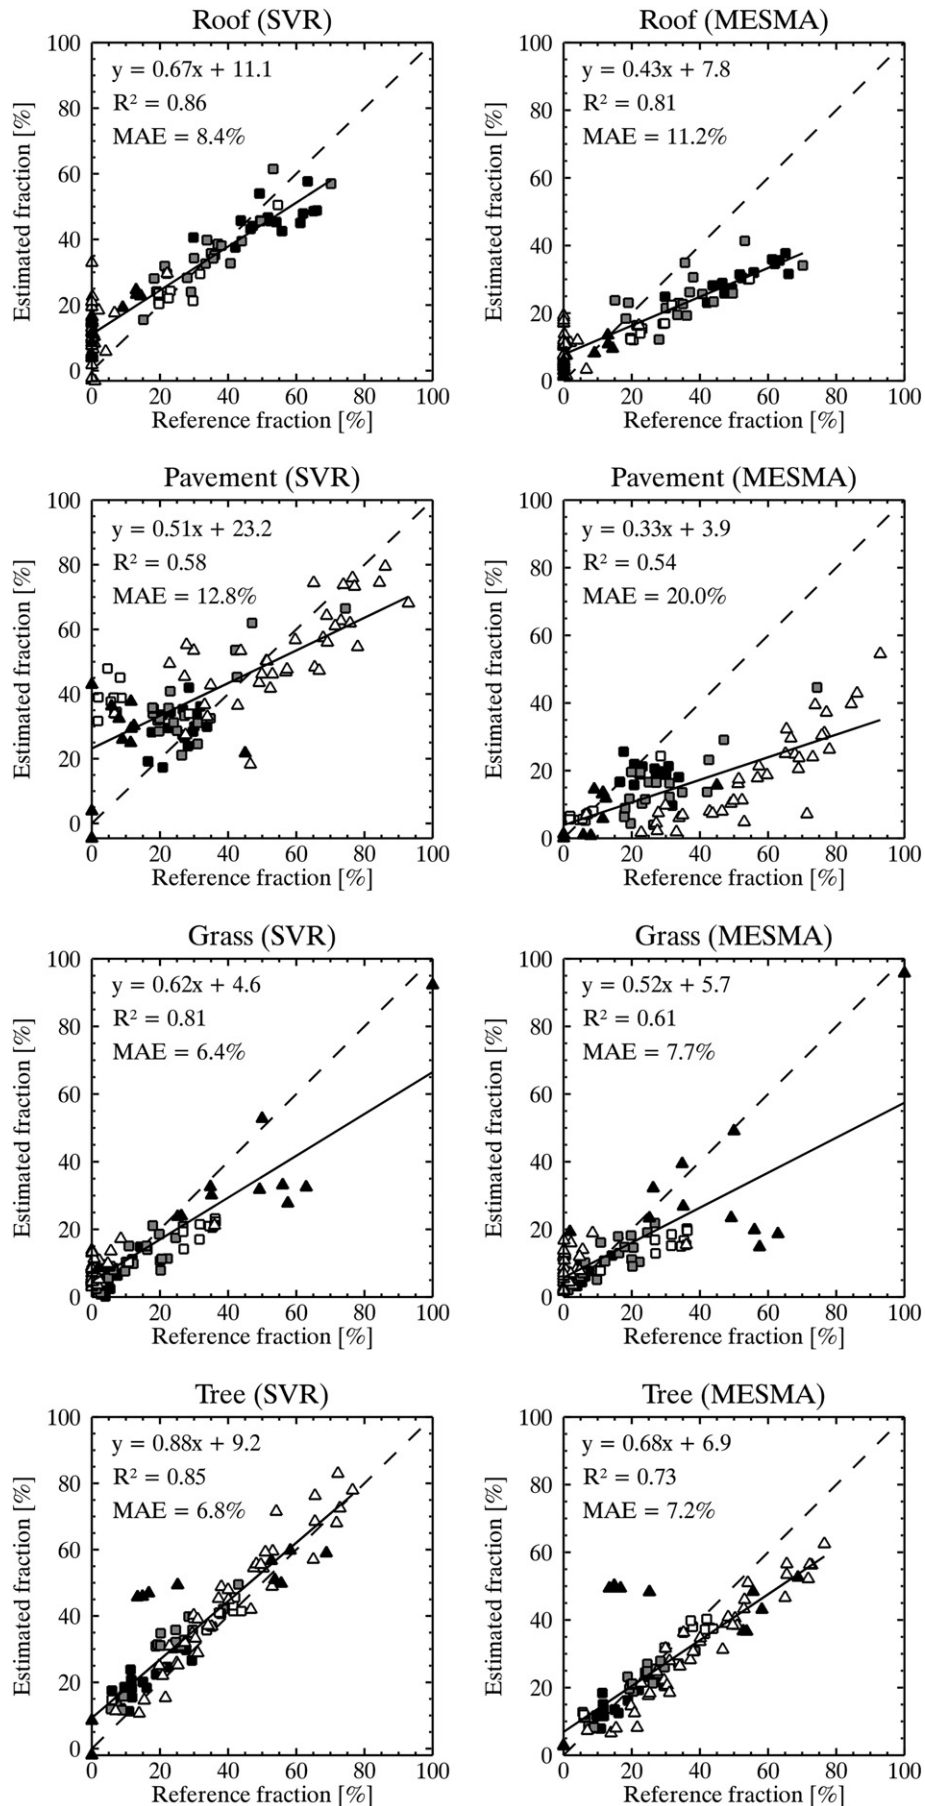 Roof (SVR)
y = 0.67x + 11.1
R² = 0.86
MAE = 8.4%
Estimated fraction [%]
100
80
60
40
20
0
0 20 40 60 80 100
Reference fraction [%]
Roof (MESMA)
y = 0.43x + 7.8
R² = 0.81
MAE = 11.2%
Estimated fraction [%]
100
80
60
40
20
0
0 20 40 60 80 100
Reference fraction [%]
Pavement (SVR)
y = 0.51x + 23.2
R² = 0.58
MAE = 12.8%
Estimated fraction [%]
100
80
60
40
20
0
0 20 40 60 80 100
Reference fraction [%]
Pavement (MESMA)
y = 0.33x + 3.9
R² = 0.54
MAE = 20.0%
Estimated fraction [%]
100
80
60
40
20
0
0 20 40 60 80 100
Reference fraction [%]
Grass (SVR)
y = 0.62x + 4.6
R² = 0.81
MAE = 6.4%
Estimated fraction [%]
100
80
60
40
20
0
0 20 40 60 80 100
Reference fraction [%]
Grass (MESMA)
y = 0.52x + 5.7
R² = 0.61
MAE = 7.7%
Estimated fraction [%]
100
80
60
40
20
0
0 20 40 60 80 100
Reference fraction [%]
Tree (SVR)
y = 0.88x + 9.2
R² = 0.85
MAE = 6.8%
Estimated fraction [%]
100
80
60
40
20
0
0 20 40 60 80 100
Reference fraction [%]
Tree (MESMA)
y = 0.68x + 6.9
R² = 0.73
MAE = 7.2%
Estimated fraction [%]
100
80
60
40
20
0
0 20 40 60 80 100
Reference fraction [%]